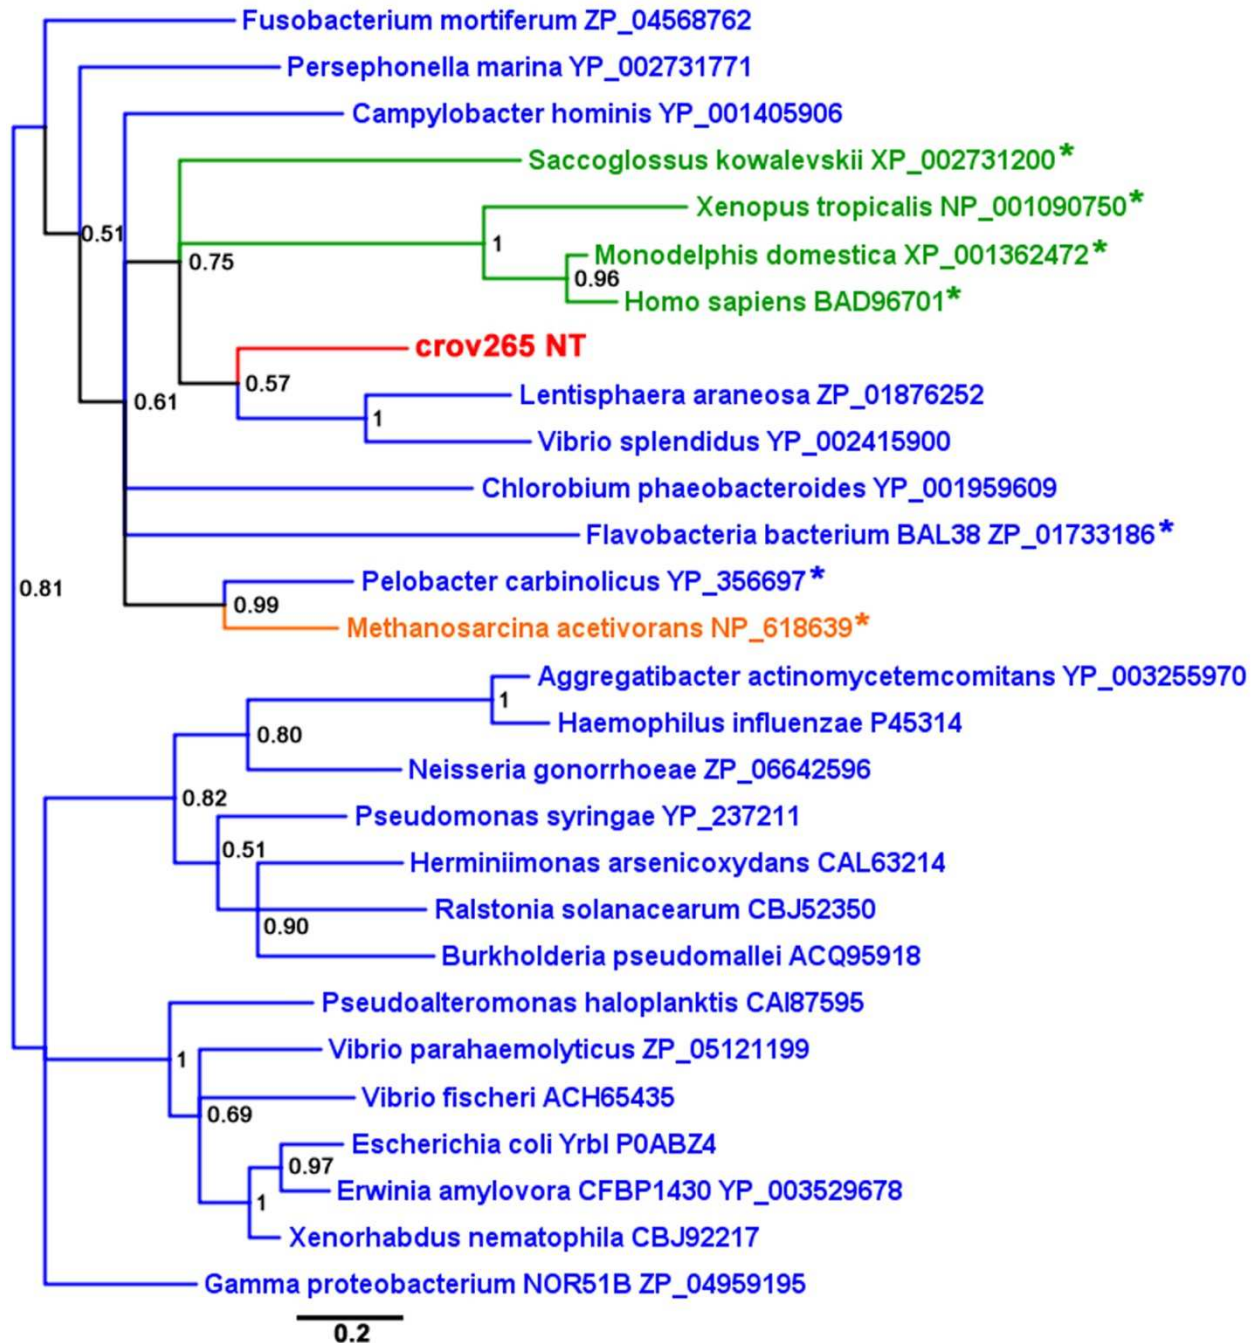 Fusobacterium mortiferum ZP_04568762
Persephonella marina YP_002731771
Campylobacter hominis YP_001405906
Saccoglossus kowalevskii XP_002731200*
Xenopus tropicalis NP_001090750*
0.51
1
0.75
Monodelphis domestica XP_001362472*
0.96
Homo sapiens BAD96701*
crov265 NT
0.57
Lentisphaera araneosa ZP_01876252
0.61
1
Vibrio splendidus YP_002415900
Chlorobium phaeobacteroides YP_001959609
Flavobacteria bacterium BAL38 ZP_01733186*
Pelobacter carbinolicus YP_356697*
0.81
0.99
Methanosarcina acetivorans NP_618639*
Aggregatibacter actinomycetemcomitans YP_003255970
1
Haemophilus influenzae P45314
0.80
Neisseria gonorrhoeae ZP_06642596
0.82
Pseudomonas syringae YP_237211
0.51
Herminiimonas arsenicoxydans CAL63214
Ralstonia solanacearum CBJ52350
0.90
Burkholderia pseudomallei ACQ95918
Pseudoalteromonas haloplanktis CAI87595
1
Vibrio parahaemolyticus ZP_05121199
Vibrio fischeri ACH65435
0.69
Escherichia coli YrbI P0ABZ4
0.97
Erwinia amylovora CFBP1430 YP_003529678
1
Xenorhabdus nematophila CBJ92217
Gamma proteobacterium NOR51B ZP_04959195
0.2